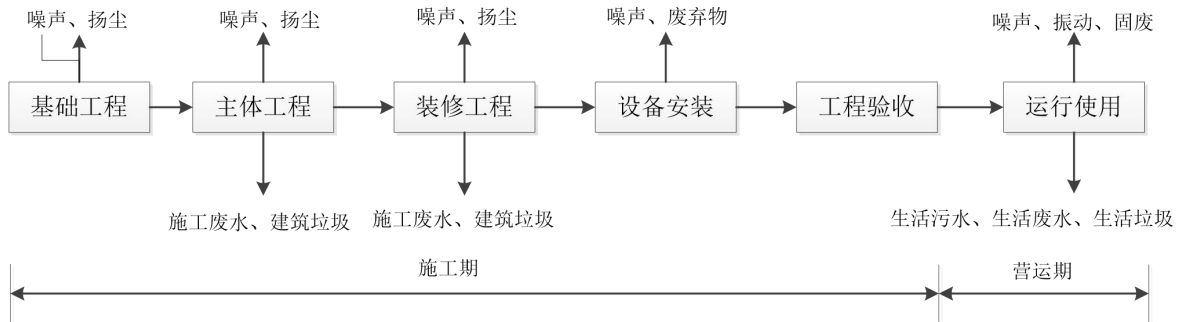 噪声、扬尘
噪声、扬尘
噪声、扬尘
噪声、废弃物
噪声、振动、固废
基础工程
主体工程
装修工程
设备安装
工程验收
运行使用
施工废水、建筑垃圾
施工废水、建筑垃圾
生活污水、生活废水、生活垃圾
施工期
营运期